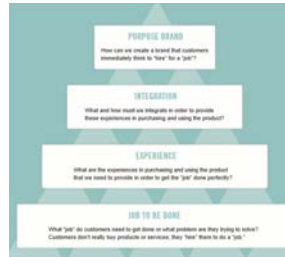 PURPOSE BRAND
How can we create a brand that customers
immediately think to "hire" for a "job"?
INTEGRATION
What and how must we integrate in order to provide
these experiences in purchasing and using the product?
EXPERIENCE
What are the experiences in purchasing and using the product
that we need to provide in order to get the "job" done perfectly?
JOB TO BE DONE
What "job" do customers need to get done or what problem are they trying to solve?
Customers don't really buy products or services; they "hire" them to do a "job."